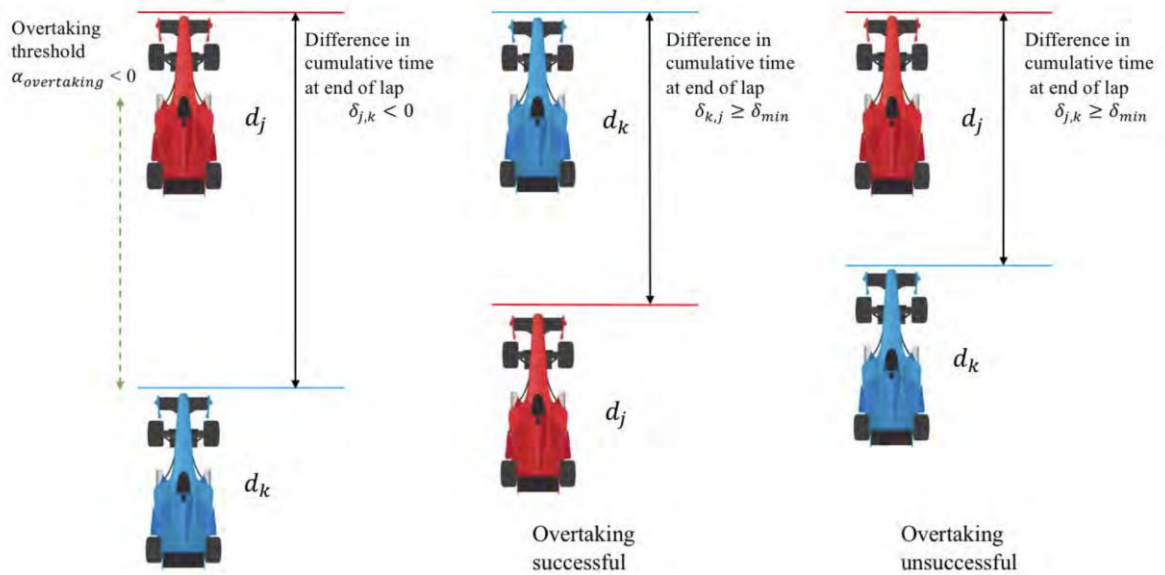 Overtaking
threshold
α_overtaking < 0
d_j
Difference in
cumulative time
at end of lap
δ_j,k < 0
d_k
d_k
Difference in
cumulative time
at end of lap
δ_k,j ≥ δ_min
d_j
Overtaking
successful
d_j
Difference in
cumulative time
at end of lap
δ_j,k ≥ δ_min
d_k
Overtaking
unsuccessful